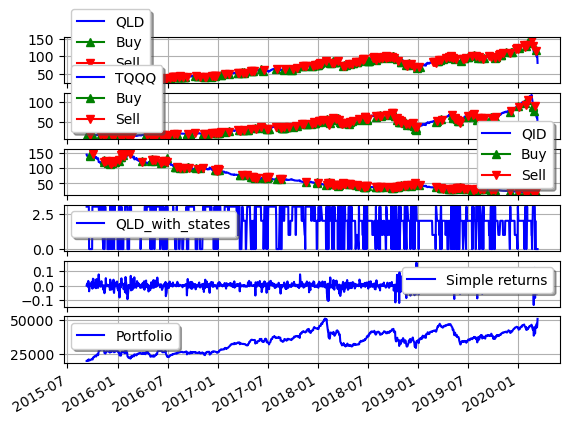 QLD
Buy
Sell
150
100
50
TQQQ
Buy
Sell
100
50
QID
Buy
Sell
150
100
50
QLD_with_states
2.5
0.0
Simple returns
0.1
0.0
−0.1
Portfolio
50000
25000
2015-07 2016-01 2016-07 2017-01 2017-07 2018-01 2018-07 2019-01 2019-07 2020-01